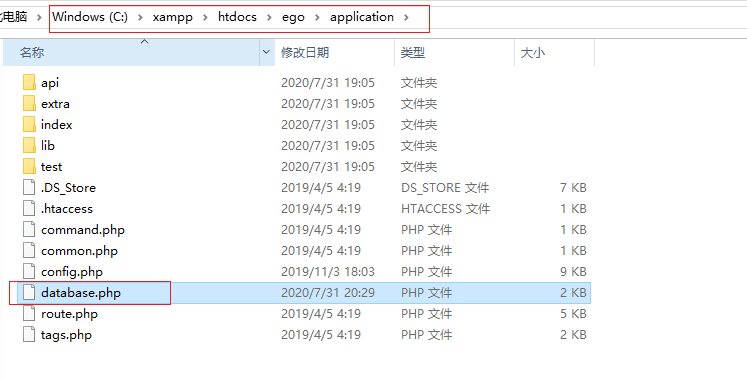 此电脑 > Windows (C:) > xampp > htdocs > ego > application >
名称 修改日期 类型 大小
api 2020/7/31 19:05 文件夹
extra 2020/7/31 19:05 文件夹
index 2020/7/31 19:05 文件夹
lib 2020/7/31 19:05 文件夹
test 2020/7/31 19:05 文件夹
.DS_Store 2019/4/5 4:19 DS_STORE 文件 7 KB
.htaccess 2019/4/5 4:19 HTACCESS 文件 1 KB
command.php 2019/4/5 4:19 PHP 文件 1 KB
common.php 2019/4/5 4:19 PHP 文件 1 KB
config.php 2019/11/3 18:03 PHP 文件 9 KB
database.php 2020/7/31 20:29 PHP 文件 2 KB
route.php 2019/4/5 4:19 PHP 文件 5 KB
tags.php 2019/4/5 4:19 PHP 文件 2 KB